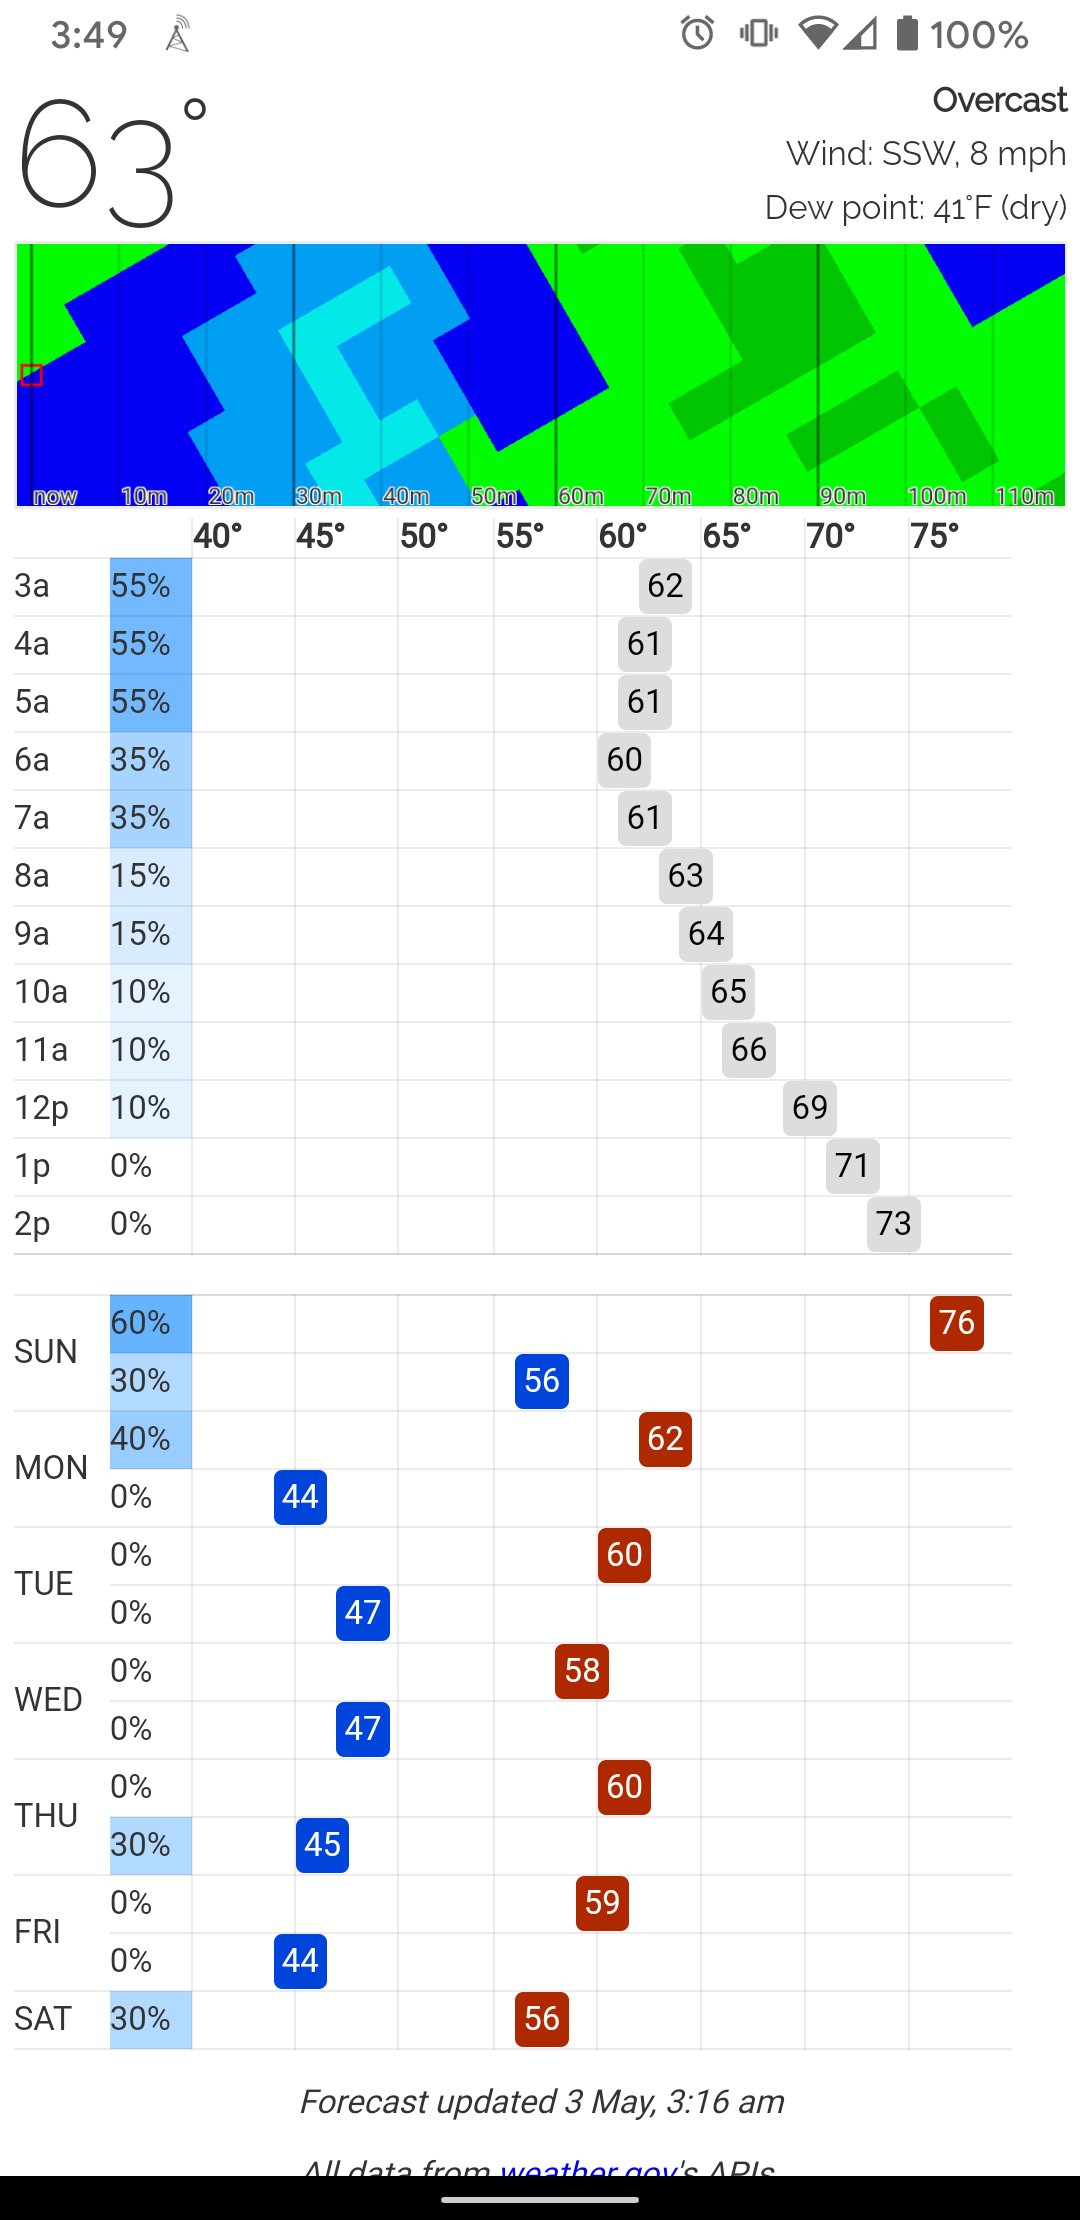 3:49 100%
63°
Overcast
Wind: SSW, 8 mph
Dew point: 41°F (dry)
now 10m 20m 30m 40m 50m 60m 70m 80m 90m 100m 110m
40° 45° 50° 55° 60° 65° 70° 75°
3a 55% 62
4a 55% 61
5a 55% 61
6a 35% 60
7a 35% 61
8a 15% 63
9a 15% 64
10a 10% 65
11a 10% 66
12p 10% 69
1p 0% 71
2p 0% 73
SUN
60% 76
30% 56
MON
40% 62
0% 44
TUE
0% 60
0% 47
WED
0% 58
0% 47
THU
0% 60
30% 45
FRI
0% 59
0% 44
SAT 30% 56
Forecast updated 3 May, 3:16 am
All data from weather.gov's APIs